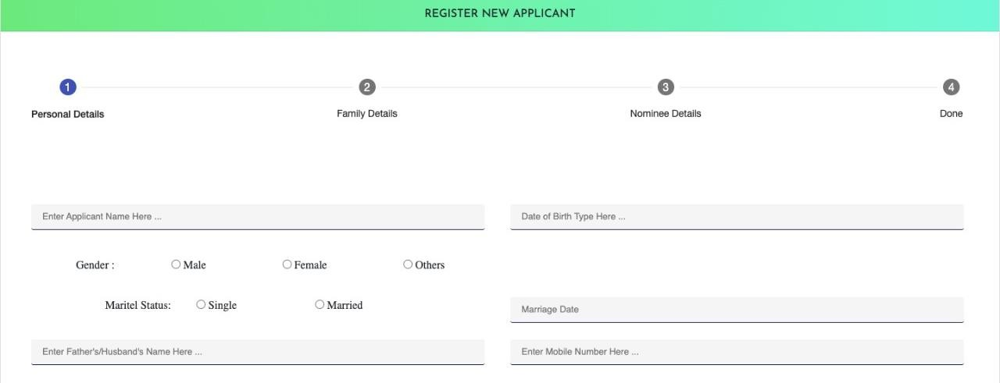 REGISTER NEW APPLICANT
1 2 3 4
Personal Details Family Details Nominee Details Done
Enter Applicant Name Here ... Date of Birth Type Here ...
Gender : Male Female Others
Maritel Status: Single Married
Marriage Date
Enter Father's/Husband's Name Here ... Enter Mobile Number Here ...